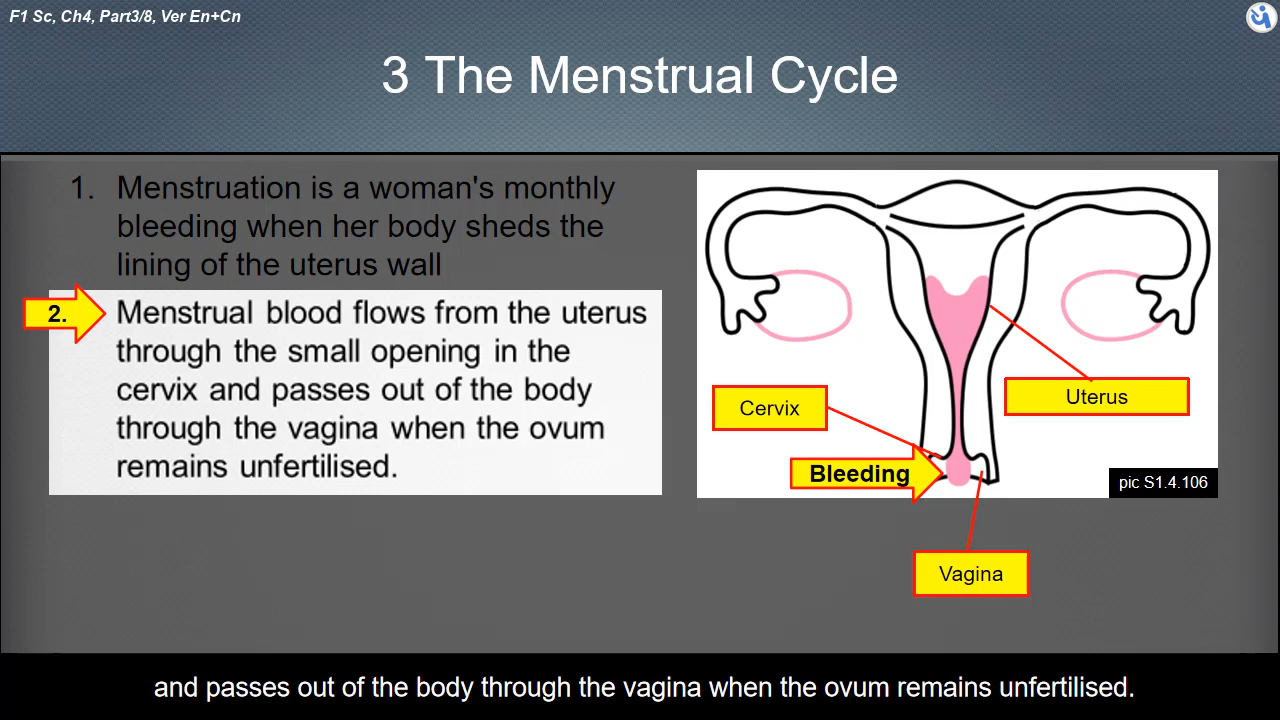 F1 Sc, Ch4, Part3/8, Ver En+Cn
3 The Menstrual Cycle
1. Menstruation is a woman's monthly
bleeding when her body sheds the
lining of the uterus wall
2. Menstrual blood flows from the uterus
through the small opening in the
cervix and passes out of the body
through the vagina when the ovum
remains unfertilised.
Uterus
Cervix
Bleeding
pic S1.4.106
Vagina
and passes out of the body through the vagina when the ovum remains unfertilised.